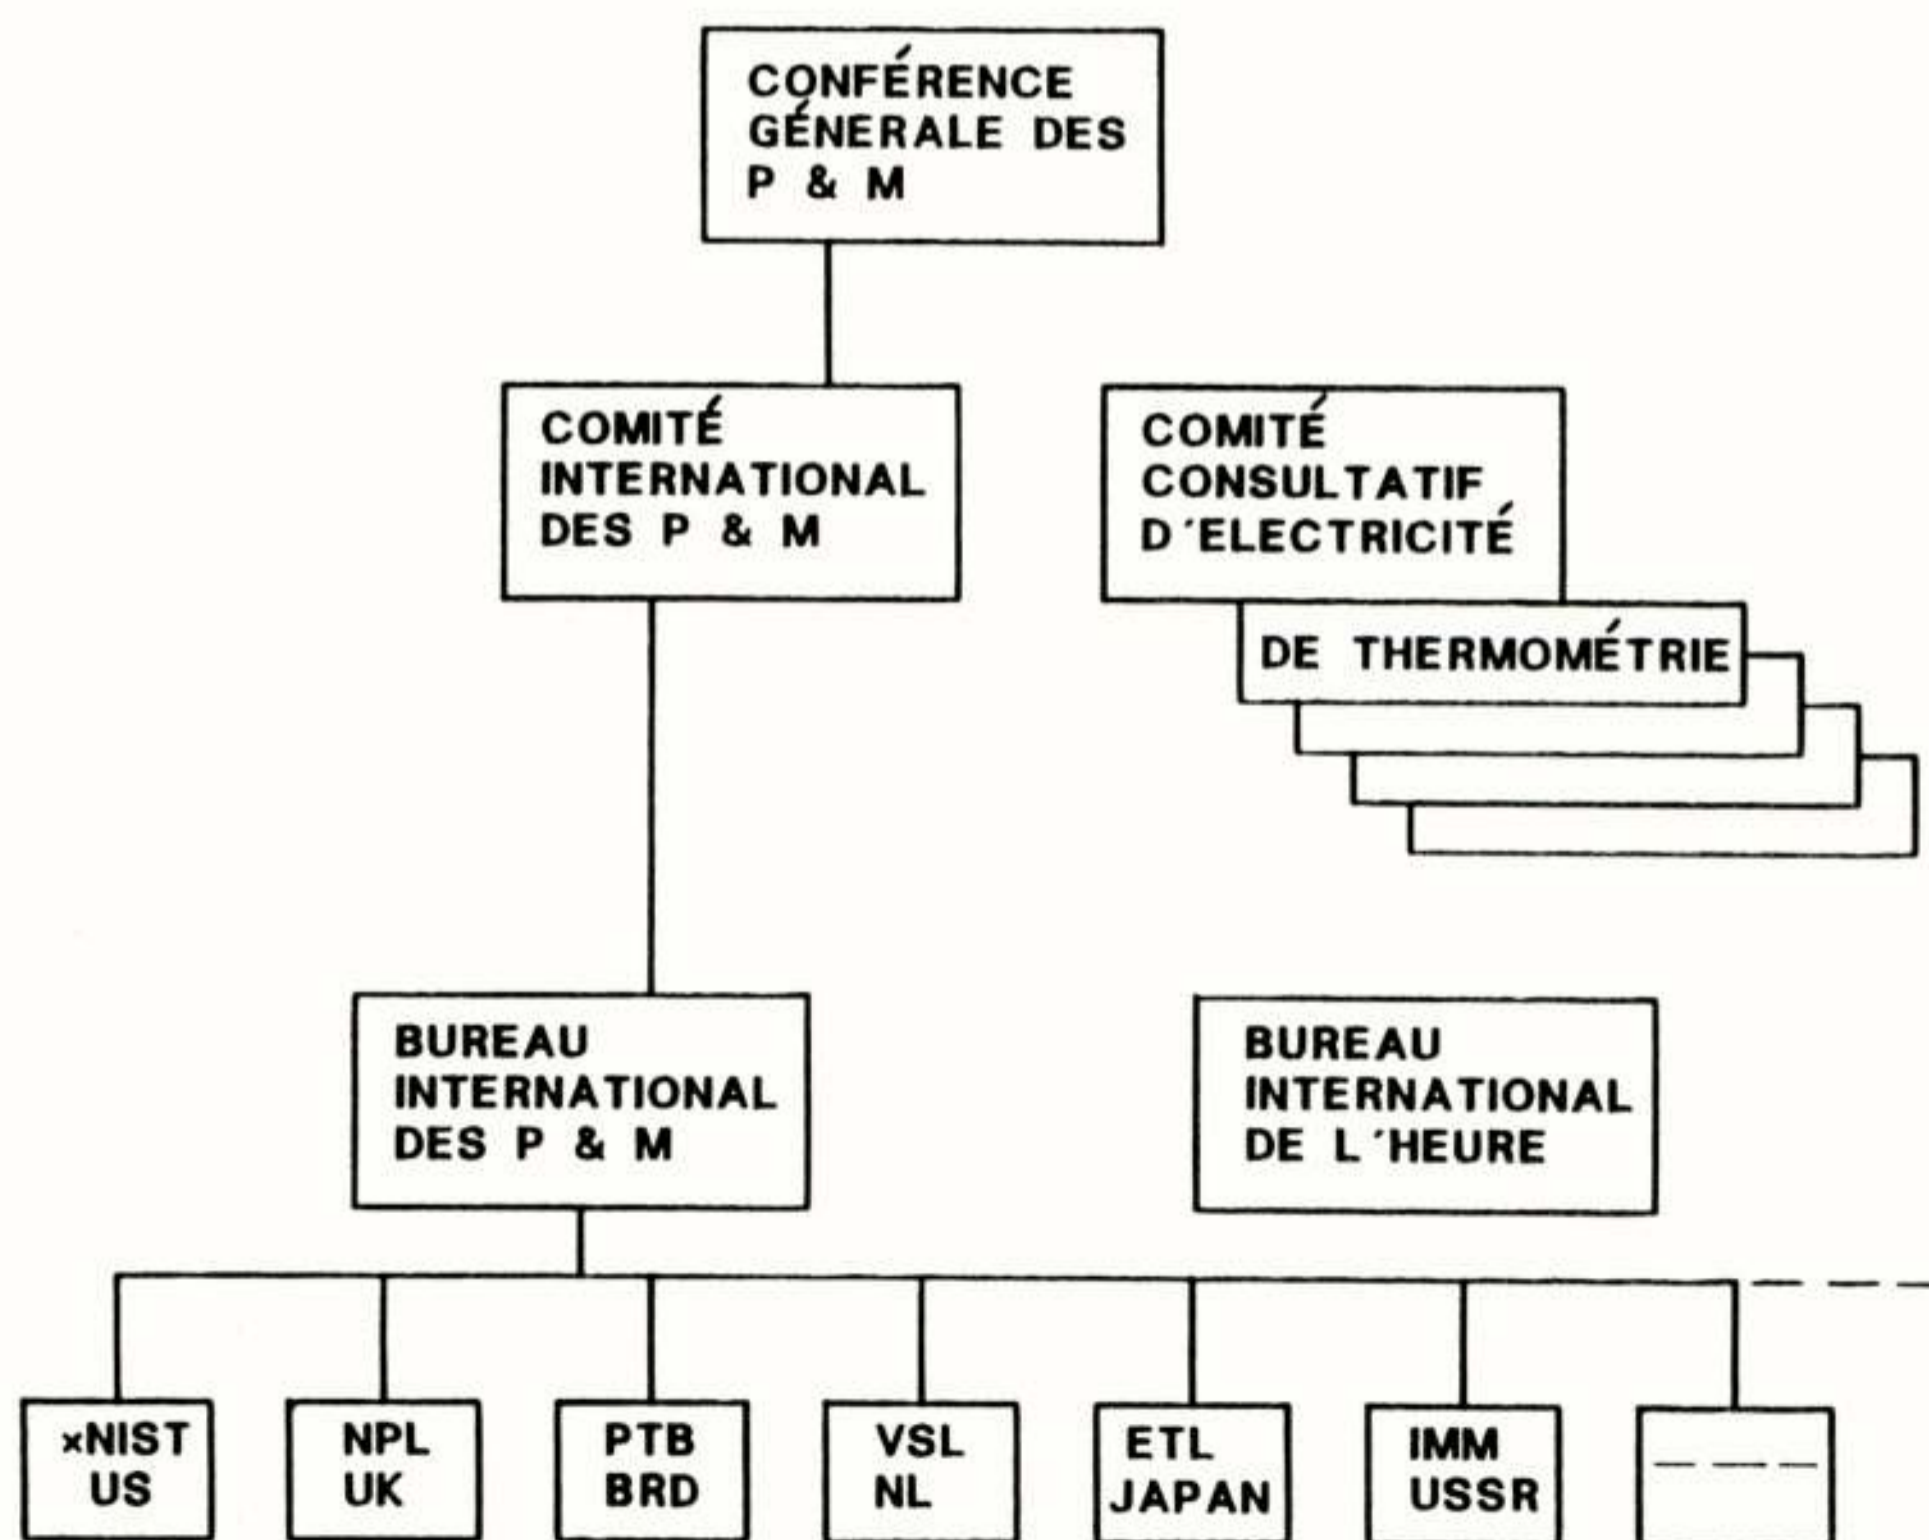 CONFÉRENCE
GÉNERALE DES
P & M
COMITÉ
INTERNATIONAL
DES P & M
COMITÉ
CONSULTATIF
D'ELECTRICITÉ
DE THERMOMÉTRIE
BUREAU
INTERNATIONAL
DES P & M
BUREAU
INTERNATIONAL
DE L'HEURE
×NIST
US
NPL
UK
PTB
BRD
VSL
NL
ETL
JAPAN
IMM
USSR